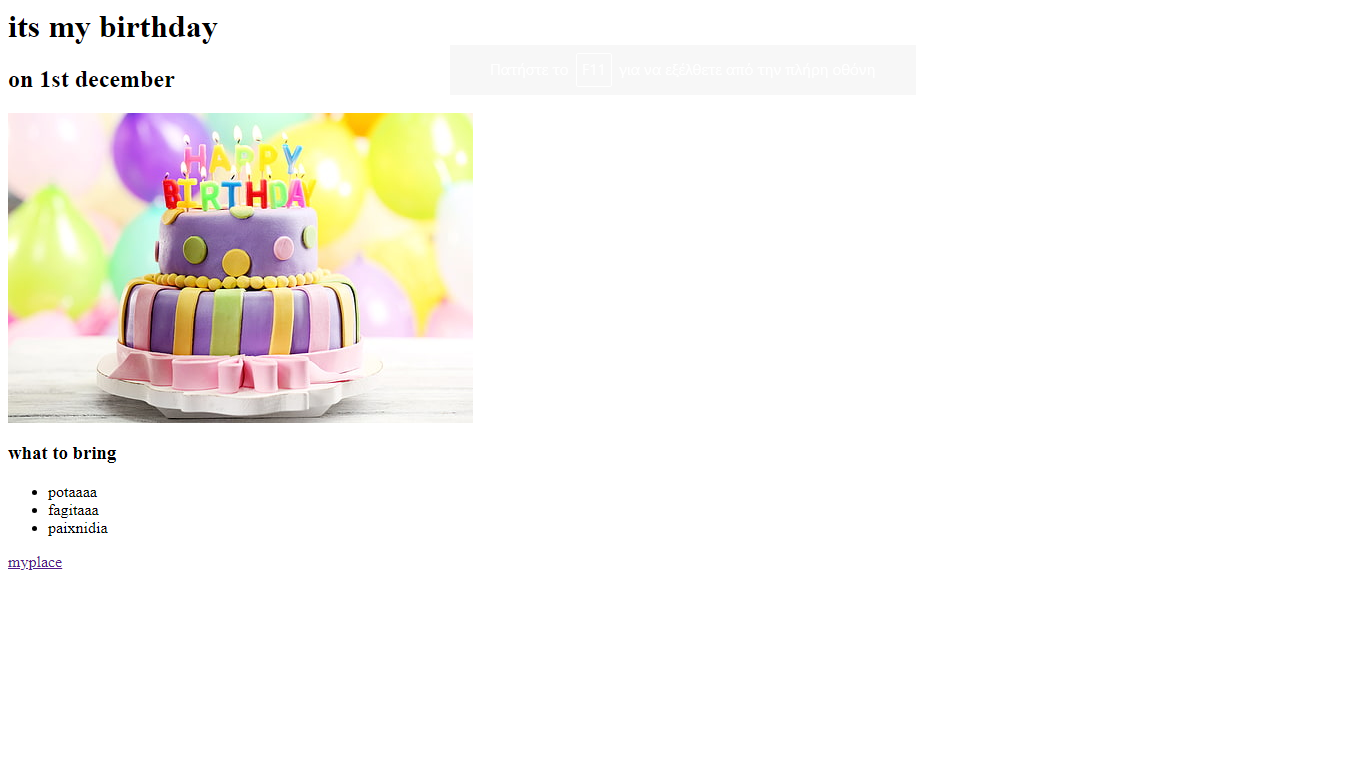 its my birthday
Πατήστε το F11 για να εξέλθετε από την πλήρη οθόνη
on 1st december
HAPPY
BIRTHDAY
what to bring
potaaaa
fagitaaa
paixnidia
myplace